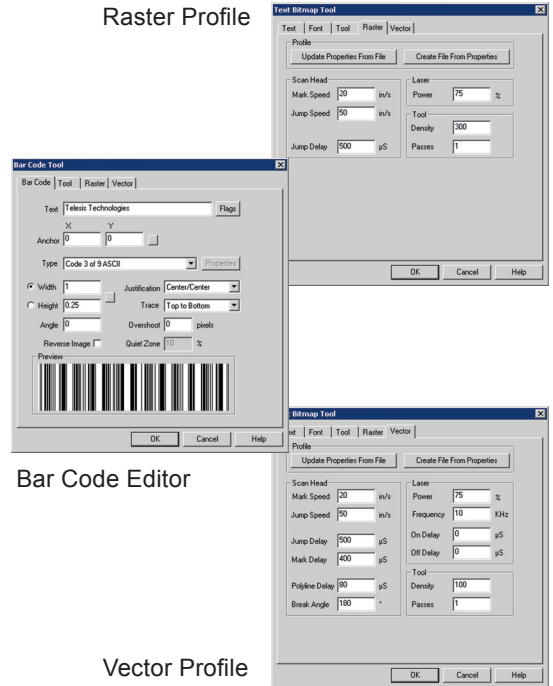 Raster Profile
Text Bitmap Tool
Text Font Tool Raster Vector
Profile
Update Properties From File Create File From Properties
Scan Head Laser
Mark Speed 20 in/s Power 75 %
Jump Speed 50 in/s Tool
Density 300
Jump Delay 500 µS Passes 1
OK Cancel Help
Bar Code Tool
Bar Code Tool Raster Vector
Text Telesis Technologies Flags
X Y
Anchor 0 0
Type Code 3 of 9 ASCII Properties
Width 1 Justification Center/Center
Height 0.25 Trace Top to Bottom
Angle 0 Overshoot 0 pixels
Reverse Image Quiet Zone 10 %
Preview
OK Cancel Help
Bar Code Editor
Bitmap Tool
Font Tool Raster Vector
Profile
Update Properties From File Create File From Properties
Scan Head Laser
Mark Speed 20 in/s Power 75 %
Jump Speed 50 in/s Frequency 10 KHz
On Delay 0 µS
Jump Delay 500 µS Off Delay 0 µS
Mark Delay 400 µS
Tool
Polyline Delay 80 µS Density 100
Break Angle 180 ° Passes 1
OK Cancel Help
Vector Profile